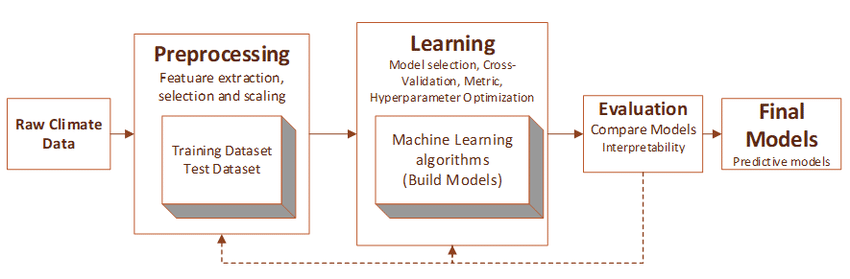 Raw Climate
Data
Preprocessing
Featuare extraction,
selection and scaling
Training Dataset
Test Dataset
Learning
Model selection, Cross-
Validation, Metric,
Hyperparameter Optimization
Machine Learning
algorithms
(Build Models)
Evaluation
Compare Models
Interpretability
Final
Models
Predictive models